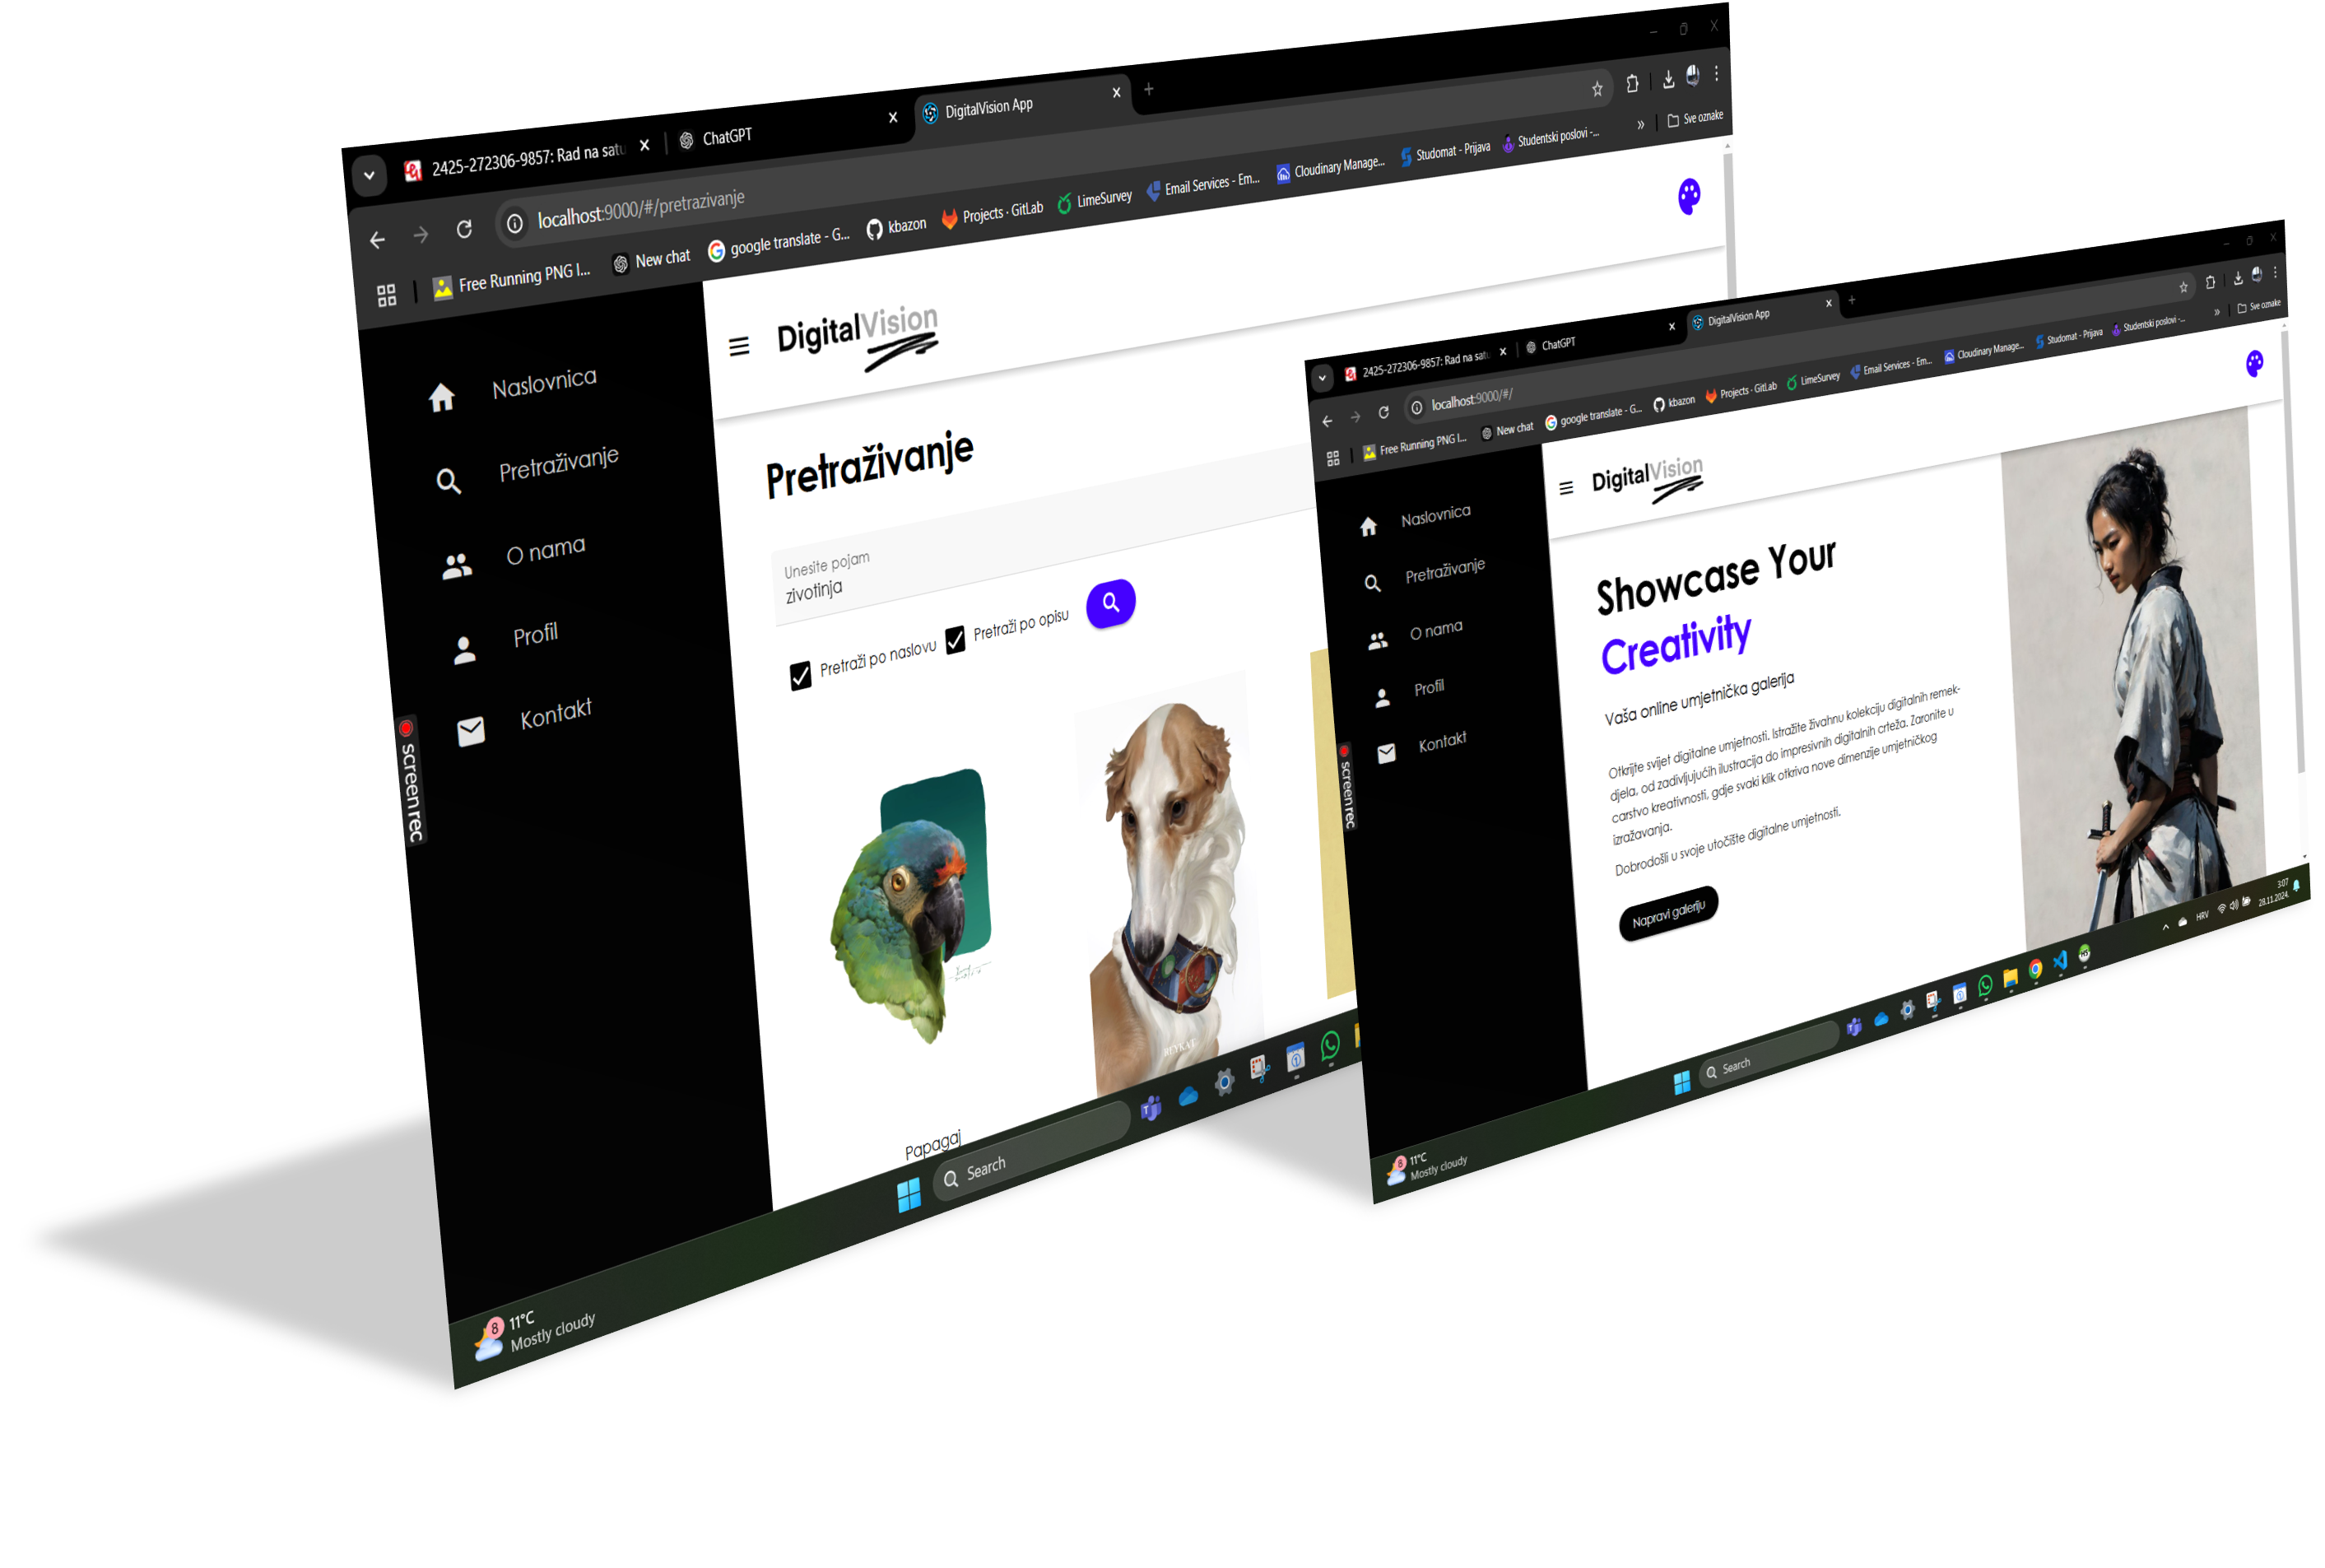 2425-272306-9857: Rad na satu
ChatGPT
DigitalVision App
localhost:9000/#/pretrazivanje
Free Running PNG I...
New chat
google translate - G...
kbazon
Projects · GitLab
LimeSurvey
Email Services - Em...
Cloudinary Manage...
Studomat - Prijava
Studentski poslovi -...
»
Sve oznake
Naslovnica
Pretraživanje
O nama
Profil
Kontakt
screenrec
DigitalVision
Pretraživanje
Unesite pojam
zivotinja
Pretraži po naslovu
Pretraži po opisu
REYKAT
Papagaj
8
11°C
Mostly cloudy
Search
2425-272306-9857: Rad na satu
ChatGPT
DigitalVision App
localhost:9000/#/
Free Running PNG I...
New chat
google translate - G...
kbazon
Projects · GitLab
LimeSurvey
Email Services - Em...
Cloudinary Manage...
Studomat - Prijava
Studentski poslovi -...
»
Sve oznake
Naslovnica
Pretraživanje
O nama
Profil
Kontakt
screenrec
DigitalVision
Showcase Your
Creativity
Vaša online umjetnička galerija
Otkrijte svijet digitalne umjetnosti. Istražite živahnu kolekciju digitalnih remek-
djela, od zadivljujućih ilustracija do impresivnih digitalnih crteža. Zaronite u
carstvo kreativnosti, gdje svaki klik otkriva nove dimenzije umjetničkog
izražavanja.
Dobrodošli u svoje utočište digitalne umjetnosti.
Napravi galeriju
8
11°C
Mostly cloudy
Search
HRV
3:07
28.11.2024.